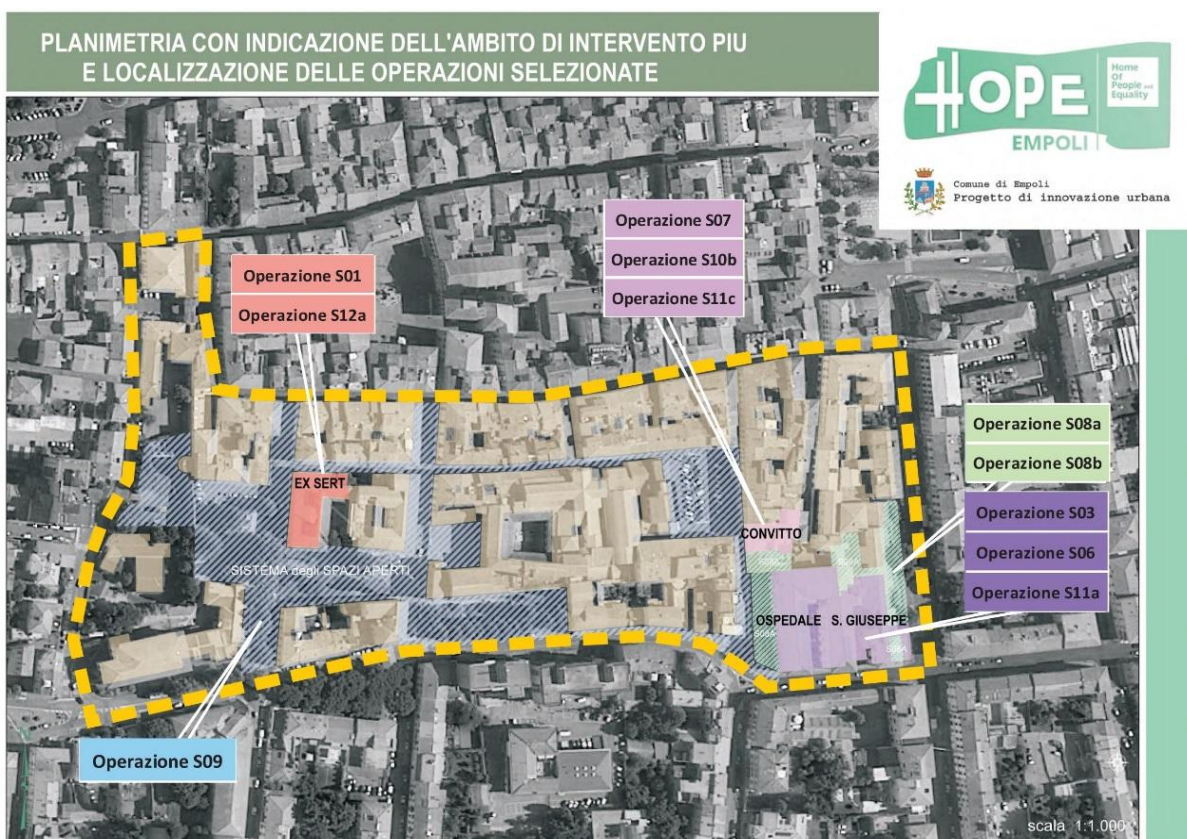 PLANIMETRIA CON INDICAZIONE DELL'AMBITO DI INTERVENTO PIU
E LOCALIZZAZIONE DELLE OPERAZIONI SELEZIONATE
HOPE
Home
Of
People and
Equality
EMPOLI
Comune di Empoli
Progetto di innovazione urbana
Operazione S07
Operazione S10b
Operazione S11c
Operazione S01
Operazione S12a
Operazione S08a
Operazione S08b
EX SERT
Operazione S03
CONVITTO
Operazione S06
SISTEMA degli SPAZI APERTI
Operazione S11a
OSPEDALE S. GIUSEPPE
S08A
S08A
Operazione S09
scala 1:1.000